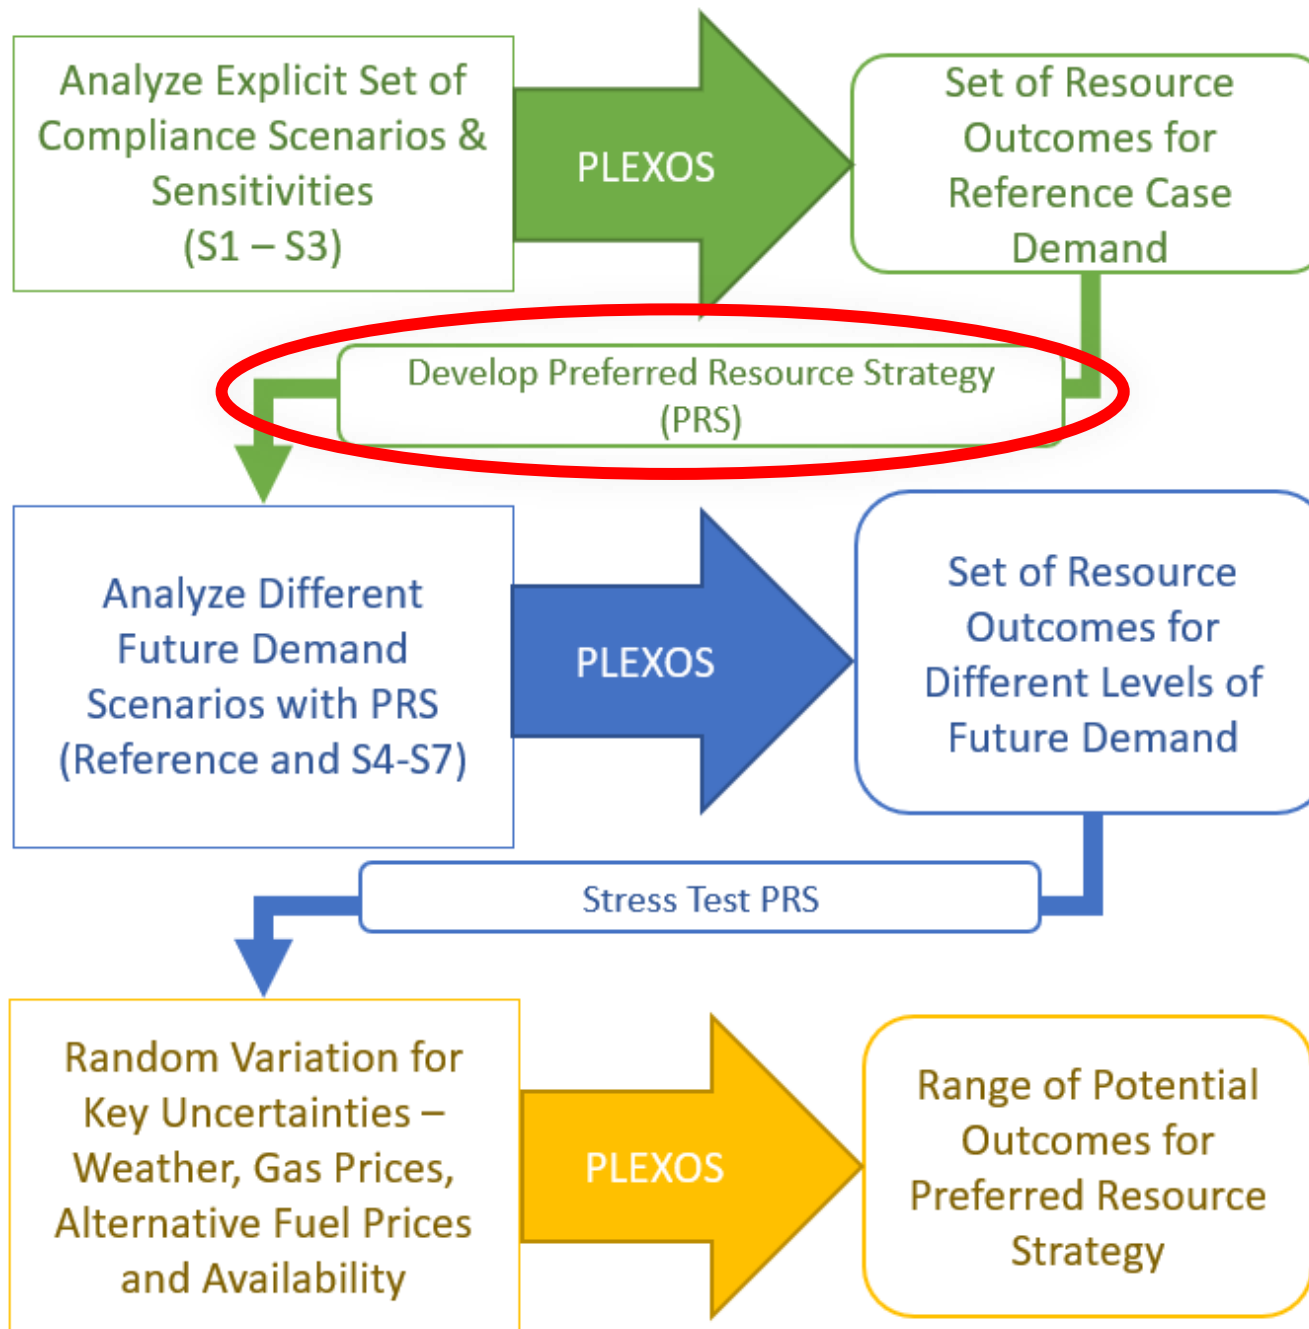 Analyze Explicit Set of
Compliance Scenarios &
Sensitivities
(S1 – S3)
PLEXOS
Set of Resource
Outcomes for
Reference Case
Demand
Develop Preferred Resource Strategy
(PRS)
Analyze Different
Future Demand
Scenarios with PRS
(Reference and S4-S7)
PLEXOS
Set of Resource
Outcomes for
Different Levels of
Future Demand
Stress Test PRS
Random Variation for
Key Uncertainties –
Weather, Gas Prices,
Alternative Fuel Prices
and Availability
PLEXOS
Range of Potential
Outcomes for
Preferred Resource
Strategy